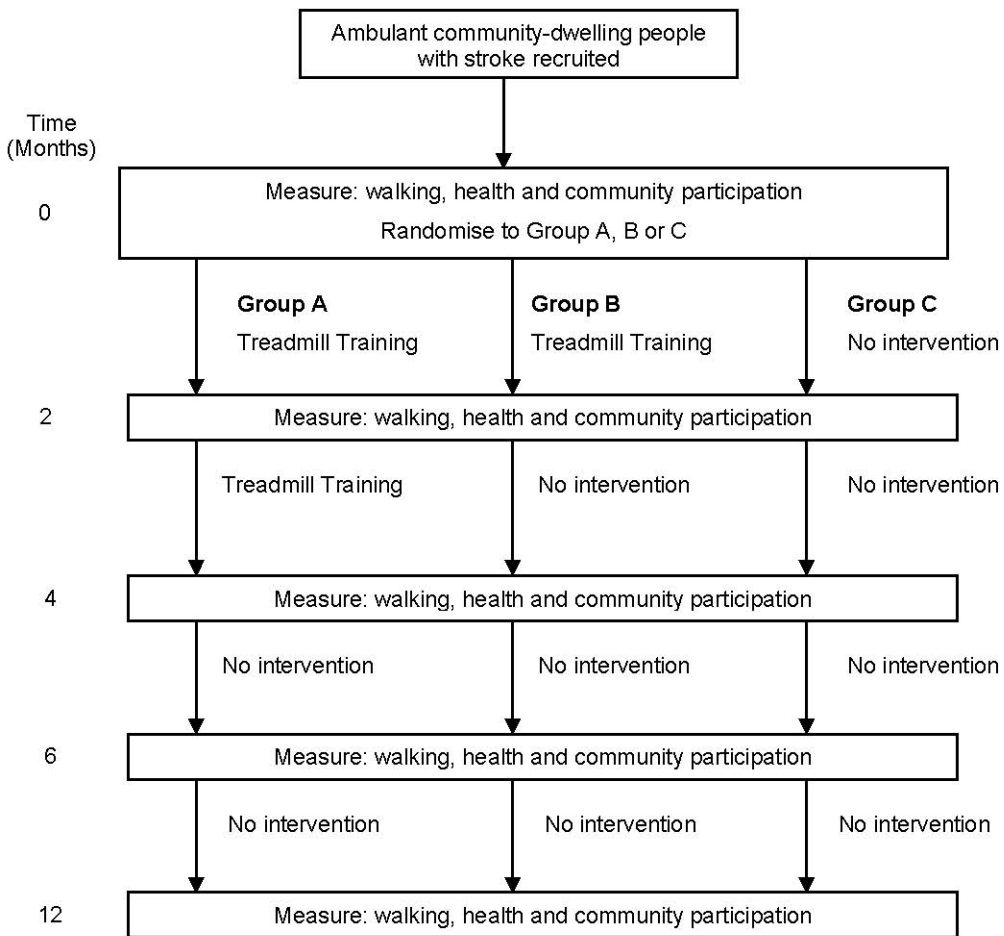 Ambulant community-dwelling people
with stroke recruited
Time
(Months)
0
Measure: walking, health and community participation
Randomise to Group A, B or C
Group A
Treadmill Training
Group B
Treadmill Training
Group C
No intervention
2
Measure: walking, health and community participation
Treadmill Training
No intervention
No intervention
4
Measure: walking, health and community participation
No intervention
No intervention
No intervention
6
Measure: walking, health and community participation
No intervention
No intervention
No intervention
12
Measure: walking, health and community participation